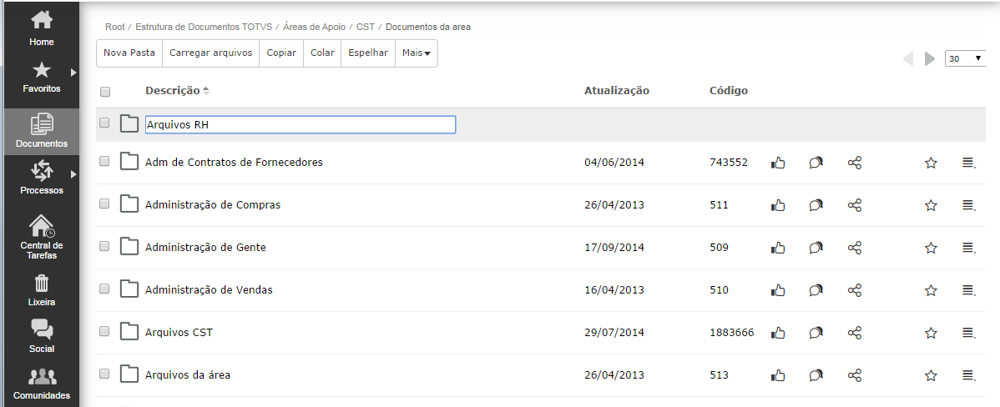 Home
Favoritos
Documentos
Processos
Central de
Tarefas
Lixeira
Social
Comunidades
Root / Estrutura de Documentos TOTVS / Áreas de Apoio / CST / Documentos da area
Nova Pasta Carregar arquivos Copiar Colar Espelhar Mais
30
Descrição Atualização Código
Arquivos RH
Adm de Contratos de Fornecedores 04/06/2014 743552
Administração de Compras 26/04/2013 511
Administração de Gente 17/09/2014 509
Administração de Vendas 16/04/2013 510
Arquivos CST 29/07/2014 1883666
Arquivos da área 26/04/2013 513